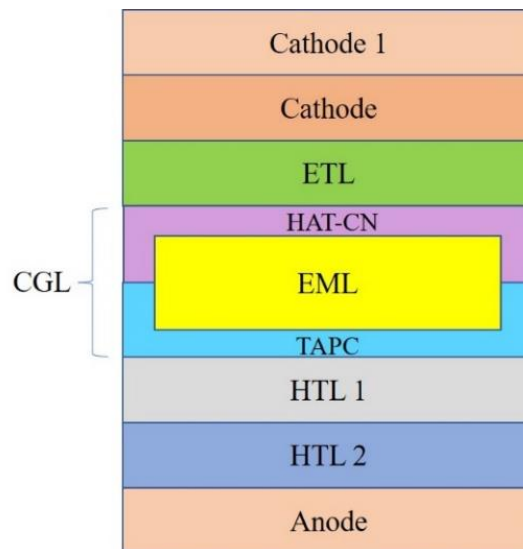 Cathode 1
Cathode
ETL
HAT-CN
CGL
EML
TAPC
HTL 1
HTL 2
Anode